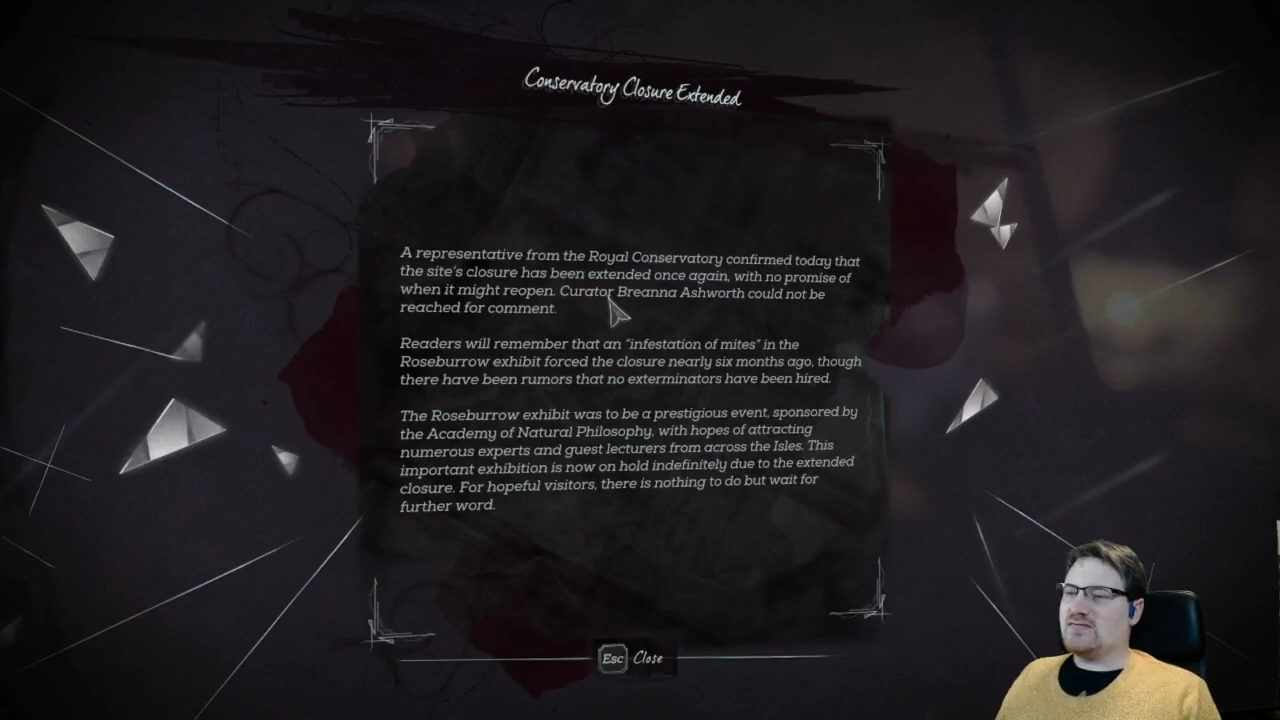 Conservatory Closure Extended
A representative from the Royal Conservatory confirmed today that
the site's closure has been extended once again, with no promise of
when it might reopen. Curator Breanna Ashworth could not be
reached for comment.
Readers will remember that an "infestation of mites" in the
Roseburrow exhibit forced the closure nearly six months ago, though
there have been rumors that no exterminators have been hired.
The Roseburrow exhibit was to be a prestigious event, sponsored by
the Academy of Natural Philosophy, with hopes of attracting
numerous experts and guest lecturers from across the Isles. This
important exhibition is now on hold indefinitely due to the extended
closure. For hopeful visitors, there is nothing to do but wait for
further word.
Esc Close